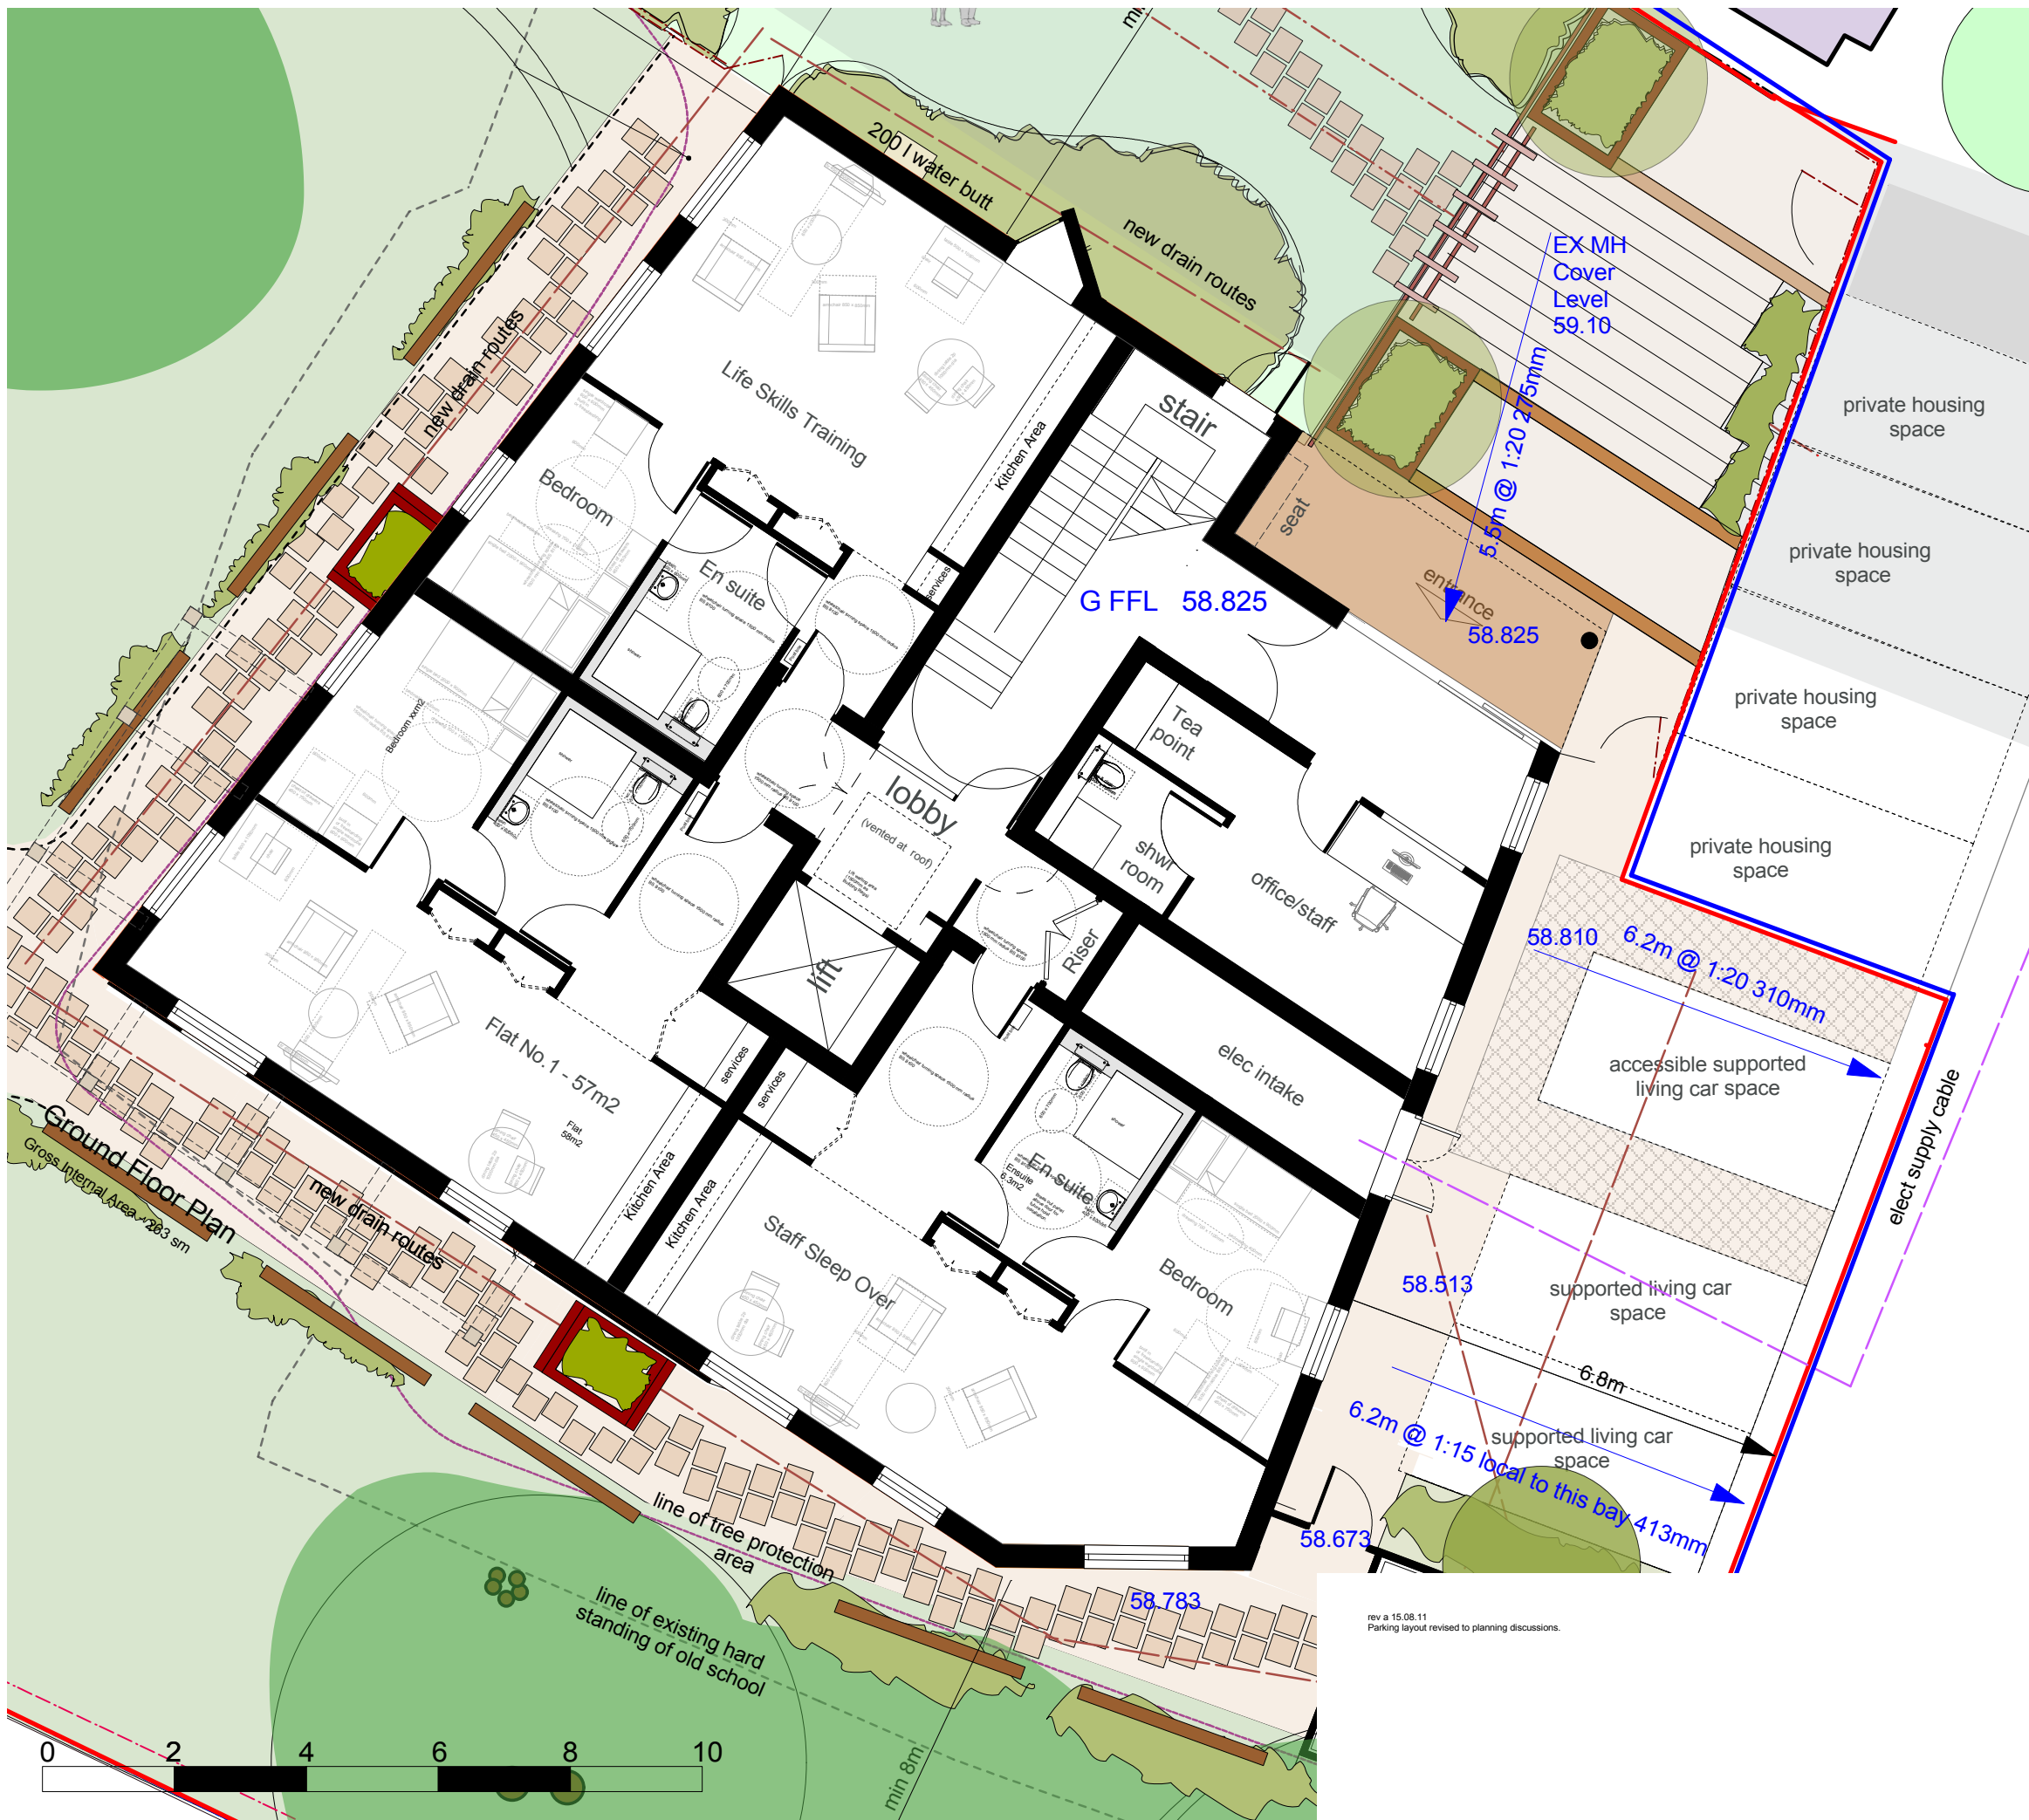 200 l water butt
new drain routes
EX MH
Cover
Level
59.10
5.5m @ 1:20 275mm
private housing
space
private housing
space
private housing
space
private housing
space
new drain routes
Life Skills Training
Kitchen Area
stair
seat
entrance
58.825
G FFL 58.825
Bedroom
En suite
services
Bedroom xxm2
Tea
point
lobby
(vented at roof)
shwr
room
office/staff
Riser
lift
elec intake
58.810
6.2m @ 1:20 310mm
accessible supported
living car space
elect supply cable
Flat No.1 - 57m2
Flat
58m2
services
services
Kitchen Area
Kitchen Area
En suite
Ensuite
6.3m2
Staff Sleep Over
Bedroom
58.513
supported living car
space
6.8m
6.2m @ 1:15 local to this bay 413mm
supported living car
space
Ground Floor Plan
Gross Internal Area - 263 sm
new drain routes
line of tree protection
area
line of existing hard
standing of old school
58.673
58.783
min 8m
rev a 15.08.11
Parking layout revised to planning discussions.
0 2 4 6 8 10